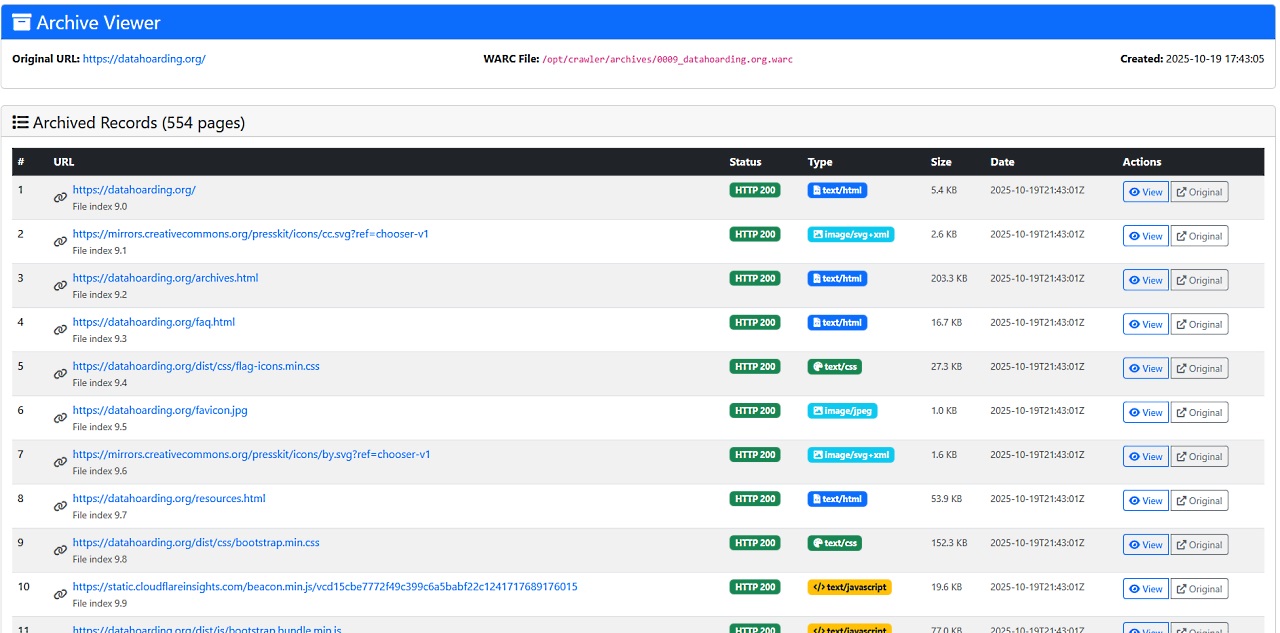 Archive Viewer
Original URL: https://datahoarding.org/ WARC File: /opt/crawler/archives/0009_datahoarding.org.warc Created: 2025-10-19 17:43:05
Archived Records (554 pages)
# URL Status Type Size Date Actions
1 https://datahoarding.org/ HTTP 200 text/html 5.4 KB 2025-10-19T21:43:01Z View Original
File index 9.0
2 https://mirrors.creativecommons.org/presskit/icons/cc.svg?ref=chooser-v1 HTTP 200 image/svg+xml 2.6 KB 2025-10-19T21:43:01Z View Original
File index 9.1
3 https://datahoarding.org/archives.html HTTP 200 text/html 203.3 KB 2025-10-19T21:43:01Z View Original
File index 9.2
4 https://datahoarding.org/faq.html HTTP 200 text/html 16.7 KB 2025-10-19T21:43:01Z View Original
File index 9.3
5 https://datahoarding.org/dist/css/flag-icons.min.css HTTP 200 text/css 27.3 KB 2025-10-19T21:43:01Z View Original
File index 9.4
6 https://datahoarding.org/favicon.jpg HTTP 200 image/jpeg 1.0 KB 2025-10-19T21:43:01Z View Original
File index 9.5
7 https://mirrors.creativecommons.org/presskit/icons/by.svg?ref=chooser-v1 HTTP 200 image/svg+xml 1.6 KB 2025-10-19T21:43:01Z View Original
File index 9.6
8 https://datahoarding.org/resources.html HTTP 200 text/html 53.9 KB 2025-10-19T21:43:01Z View Original
File index 9.7
9 https://datahoarding.org/dist/css/bootstrap.min.css HTTP 200 text/css 152.3 KB 2025-10-19T21:43:01Z View Original
File index 9.8
10 https://static.cloudflareinsights.com/beacon.min.js/vcd15cbe7772f49c399c6a5babf22c1241717689176015 HTTP 200 text/javascript 19.6 KB 2025-10-19T21:43:01Z View Original
File index 9.9
11 https://datahoarding.org/dist/js/bootstrap.bundle.min.js HTTP 200 text/javascript 77.0 KB 2025-10-19T21:43:01Z View Original